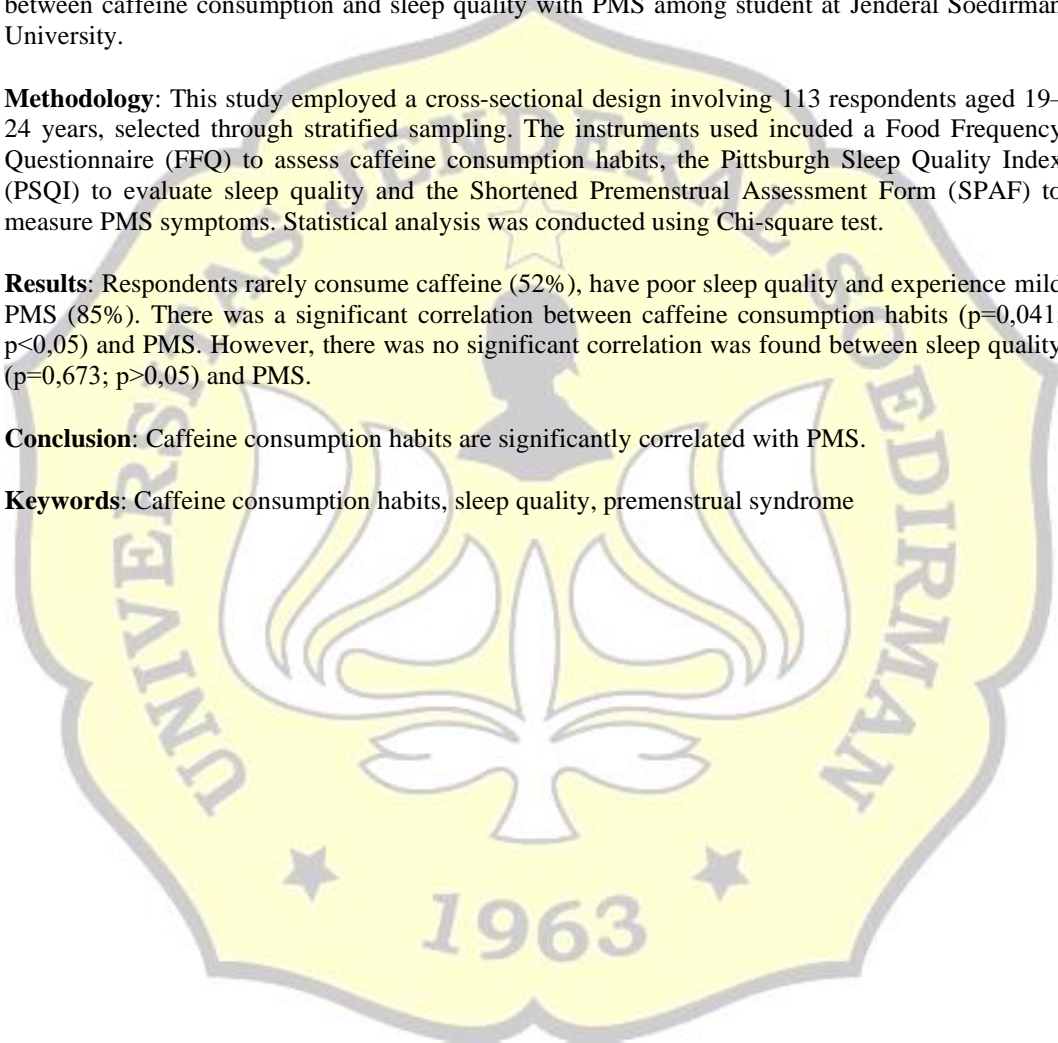 between caffeine consumption and sleep quality with PMS among student at Jenderal Soedirman
University.
Methodology: This study employed a cross-sectional design involving 113 respondents aged 19–
24 years, selected through stratified sampling. The instruments used incuded a Food Frequency
Questionnaire (FFQ) to assess caffeine consumption habits, the Pittsburgh Sleep Quality Index
(PSQI) to evaluate sleep quality and the Shortened Premenstrual Assessment Form (SPAF) to
measure PMS symptoms. Statistical analysis was conducted using Chi-square test.
Results: Respondents rarely consume caffeine (52%), have poor sleep quality and experience mild
PMS (85%). There was a significant correlation between caffeine consumption habits (p=0,041;
p<0,05) and PMS. However, there was no significant correlation was found between sleep quality
(p=0,673; p>0,05) and PMS.
Conclusion: Caffeine consumption habits are significantly correlated with PMS.
Keywords: Caffeine consumption habits, sleep quality, premenstrual syndrome
UNIVERSITAS JENDERAL SOEDIRMAN
1963